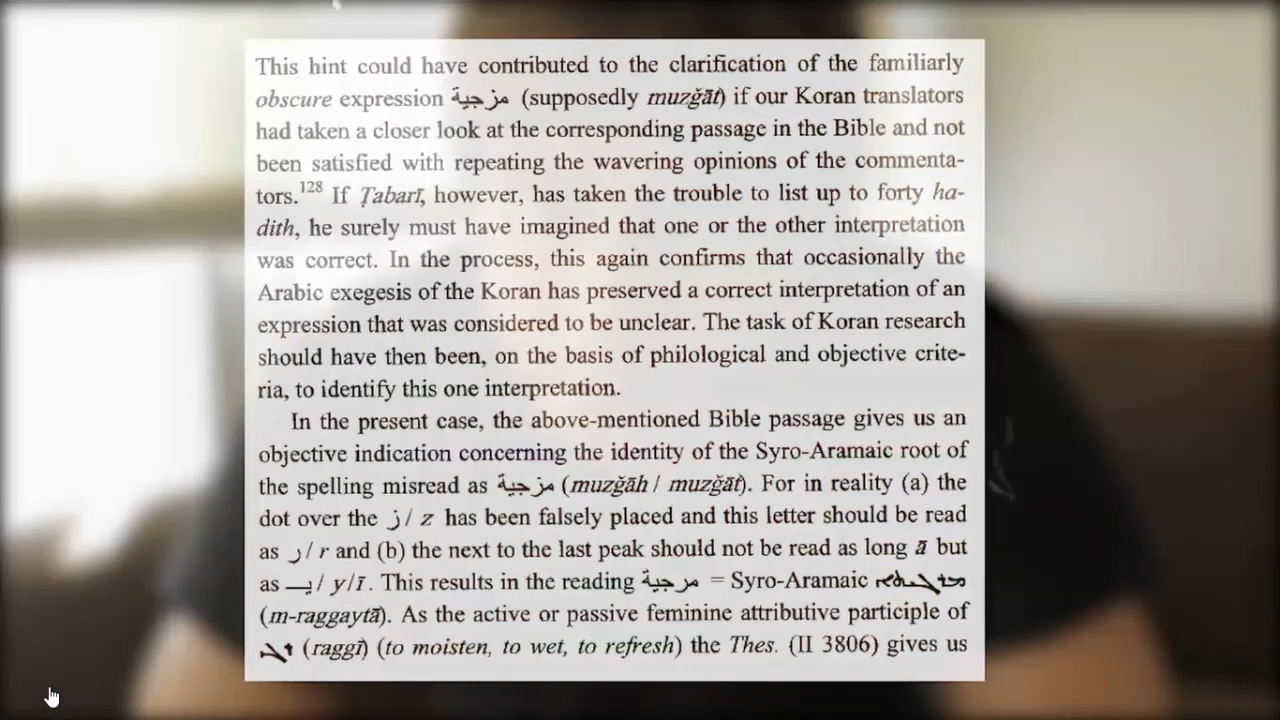 This hint could have contributed to the clarification of the familiarly
obscure expression مزجية (supposedly muzǧāt) if our Koran translators
had taken a closer look at the corresponding passage in the Bible and not
been satisfied with repeating the wavering opinions of the commenta-
tors.128 If Ṭabarī, however, has taken the trouble to list up to forty ha-
dith, he surely must have imagined that one or the other interpretation
was correct. In the process, this again confirms that occasionally the
Arabic exegesis of the Koran has preserved a correct interpretation of an
expression that was considered to be unclear. The task of Koran research
should have then been, on the basis of philological and objective crite-
ria, to identify this one interpretation.
In the present case, the above-mentioned Bible passage gives us an
objective indication concerning the identity of the Syro-Aramaic root of
the spelling misread as مزجية (muzǧāh / muzǧāt). For in reality (a) the
dot over the ز / z has been falsely placed and this letter should be read
as ر / r and (b) the next to the last peak should not be read as long ā but
as ـيـ / y/ī. This results in the reading مرجية = Syro-Aramaic
(m-raggaytā). As the active or passive feminine attributive participle of
(raggī) (to moisten, to wet, to refresh) the Thes. (II 3806) gives us